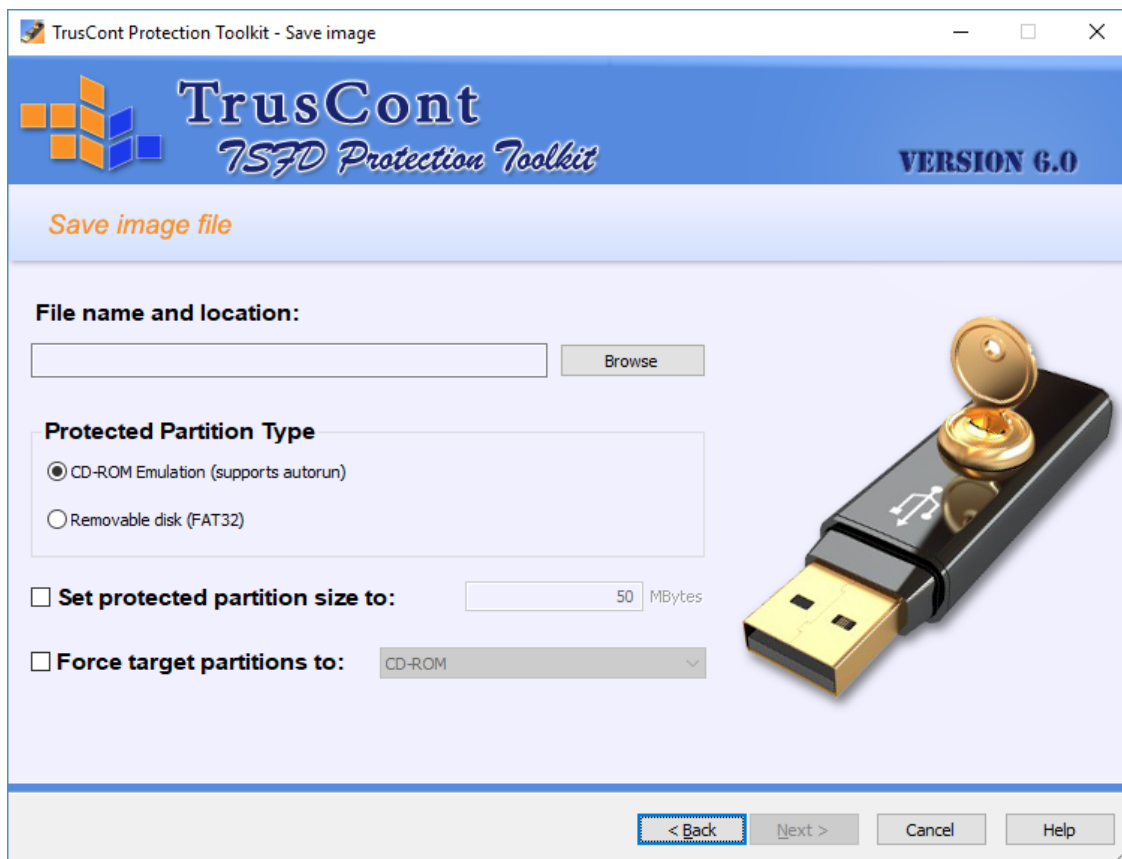 TrusCont Protection Toolkit - Save image
TrusCont
TSFD Protection Toolkit
VERSION 6.0
Save image file
File name and location:
Browse
Protected Partition Type
CD-ROM Emulation (supports autorun)
Removable disk (FAT32)
Set protected partition size to: 50 MBytes
Force target partitions to: CD-ROM
< Back Next > Cancel Help